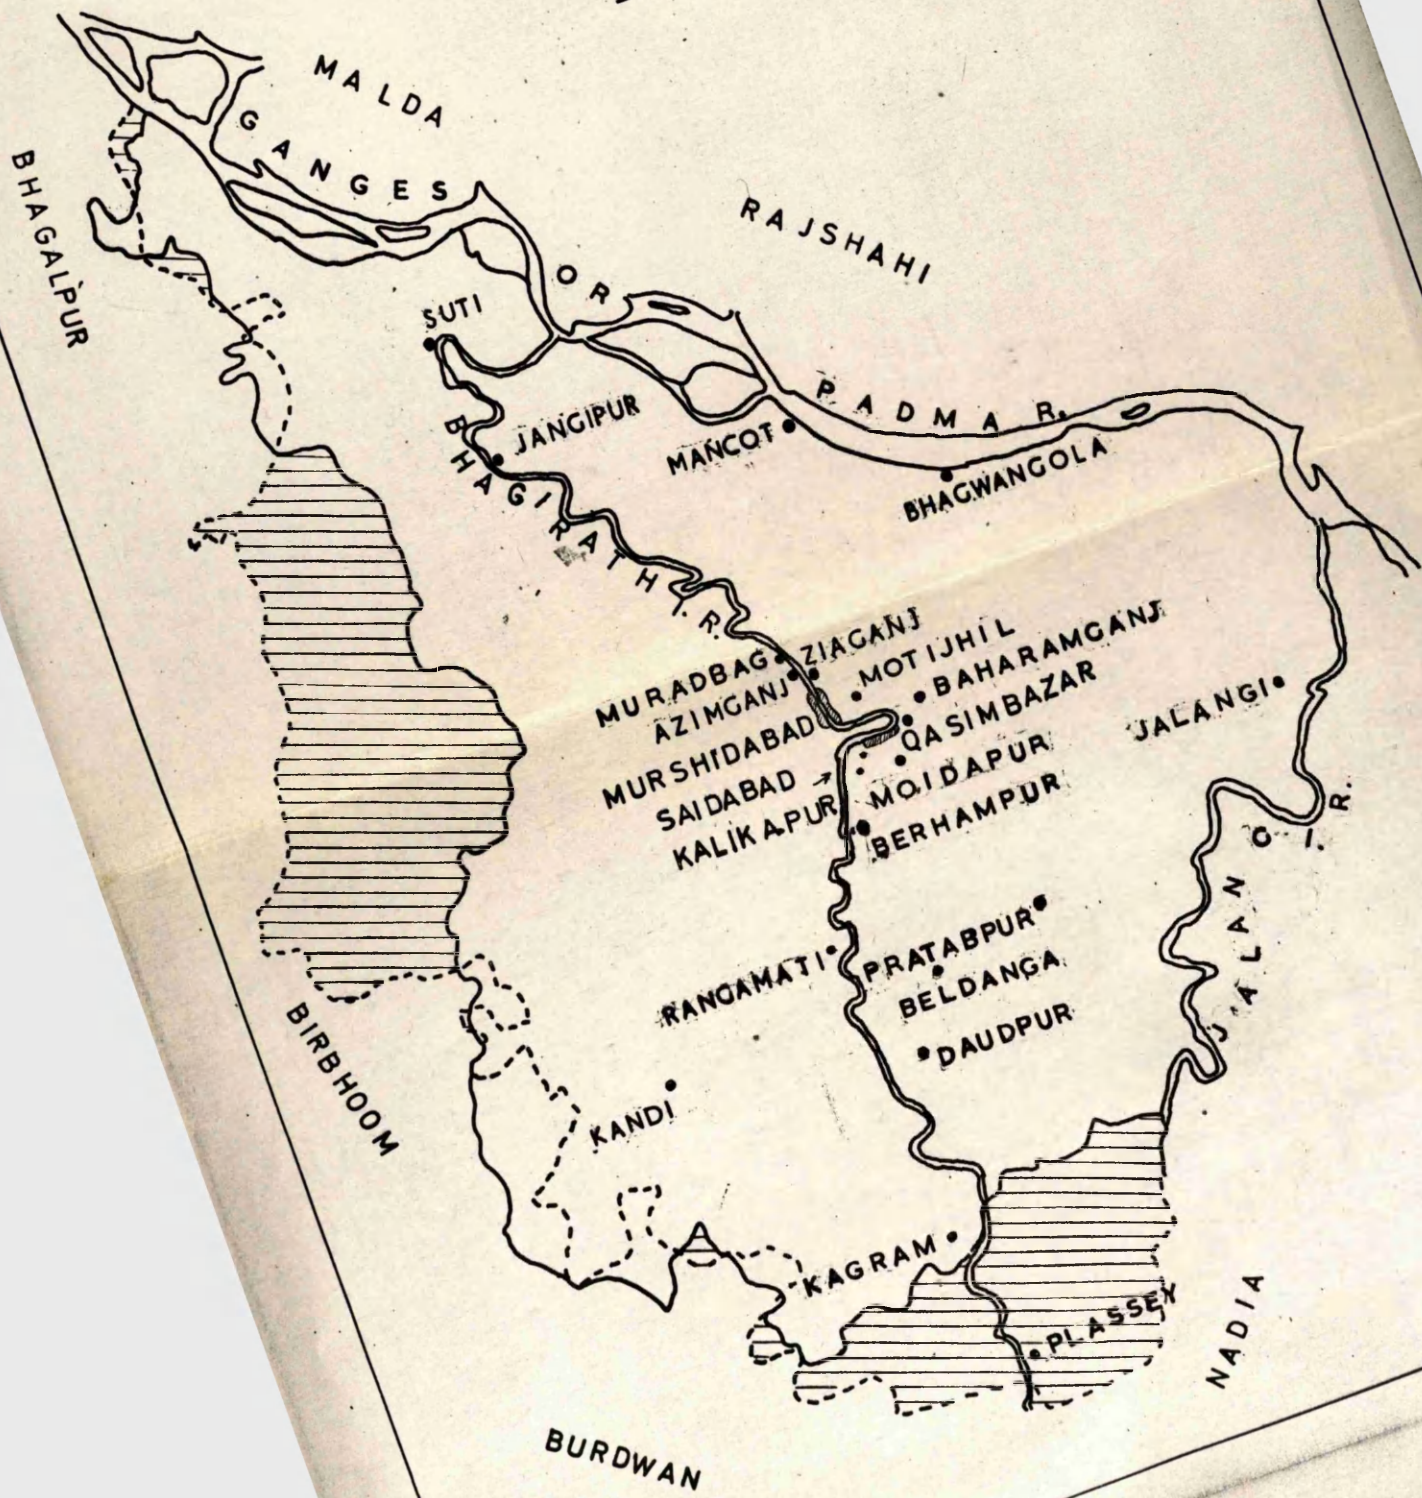 MALDA
BHAGALPUR
GANGES OR PADMA R.
RAJSHAHI
SUTI
JANGIPUR
MANCOT
BHAGWANGOLA
BHAGIRATHI. R.
MURADBAG
ZIAGANJ
AZIMGANJ
MOTIJHIL
BAHARAMGANJ
MURSHIDABAD
QASIMBAZAR
JALANGI
SAIDABAD
MOIDAPUR
KALIKAPUR
BERHAMPUR
JALANGI. R.
PRATABPUR
RANGAMATI
BELDANGA
DAUDPUR
BIRBHOOM
KANDI
KAGRAM
PLASSEY
NADIA
BURDWAN